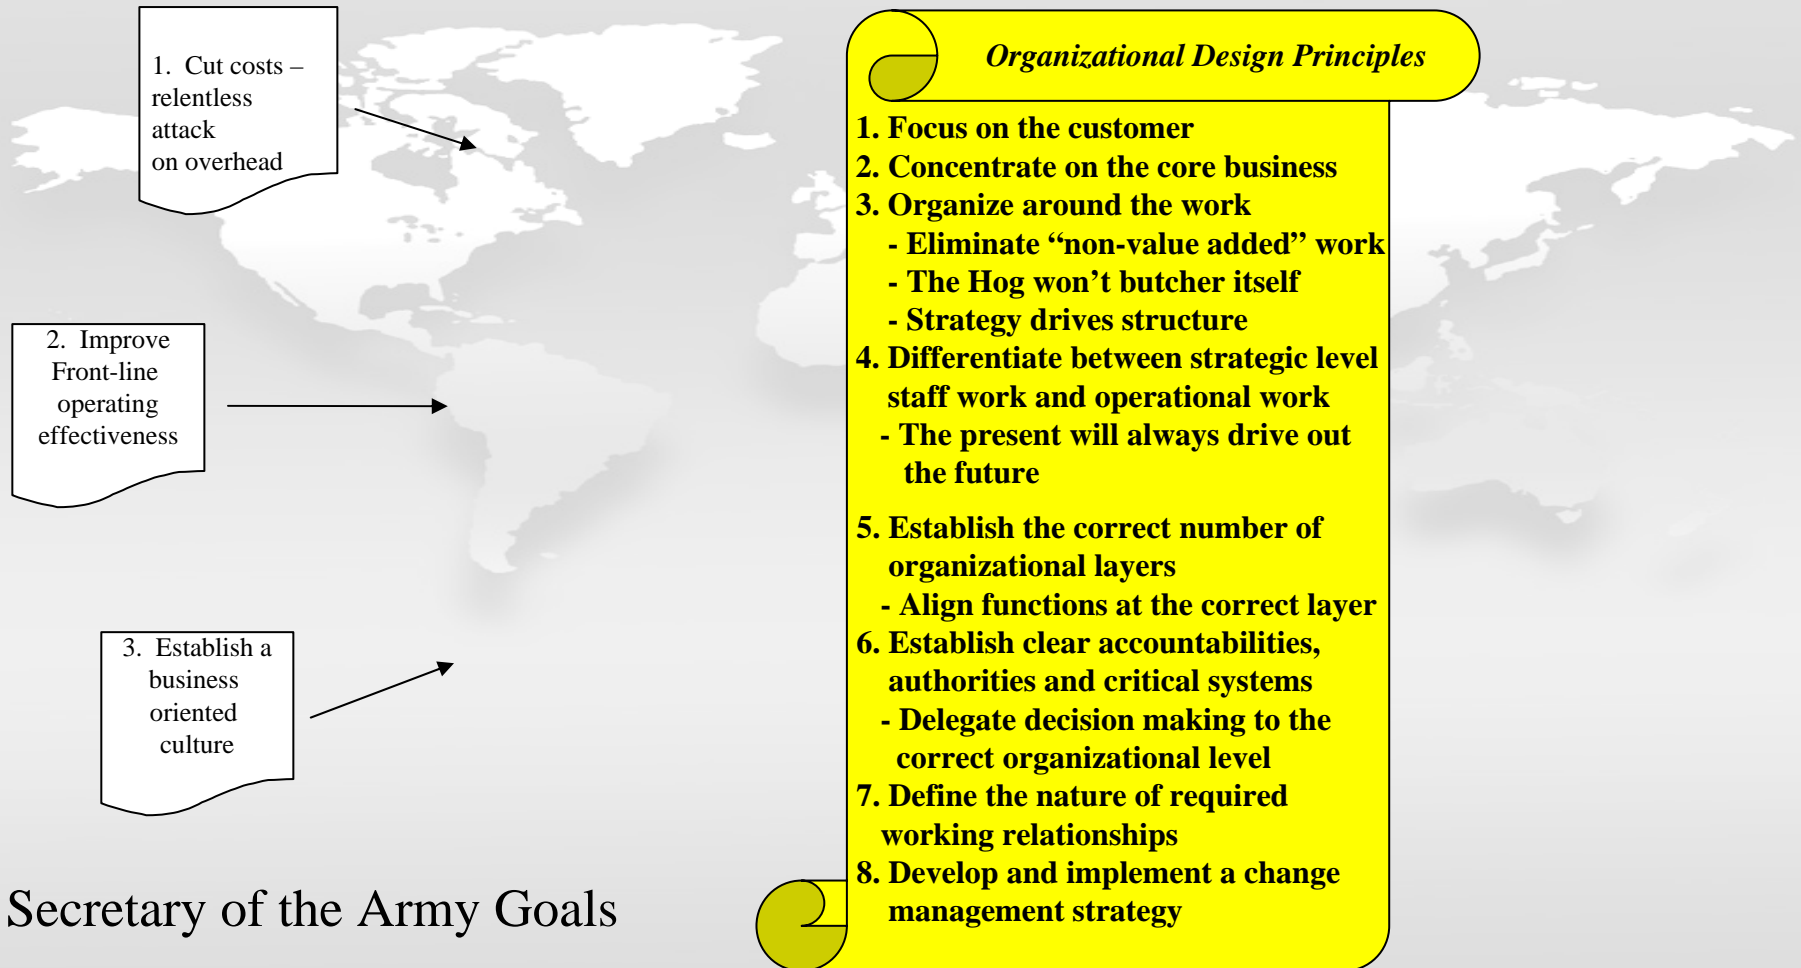 1. Cut costs –
relentless
attack
on overhead
2. Improve
Front-line
operating
effectiveness
3. Establish a
business
oriented
culture
Secretary of the Army Goals
Organizational Design Principles
1. Focus on the customer
2. Concentrate on the core business
3. Organize around the work
- Eliminate “non-value added” work
- The Hog won’t butcher itself
- Strategy drives structure
4. Differentiate between strategic level
staff work and operational work
- The present will always drive out
the future
5. Establish the correct number of
organizational layers
- Align functions at the correct layer
6. Establish clear accountabilities,
authorities and critical systems
- Delegate decision making to the
correct organizational level
7. Define the nature of required
working relationships
8. Develop and implement a change
management strategy